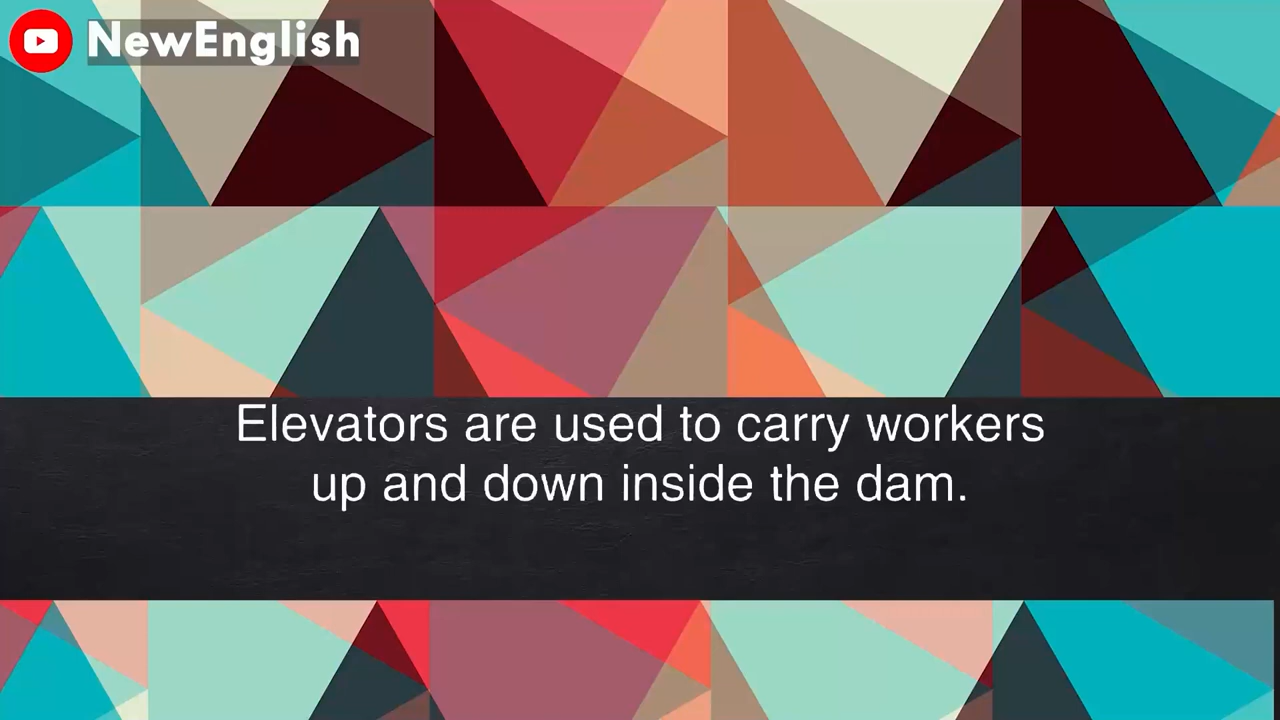 NewEnglish
Elevators are used to carry workers
up and down inside the dam.